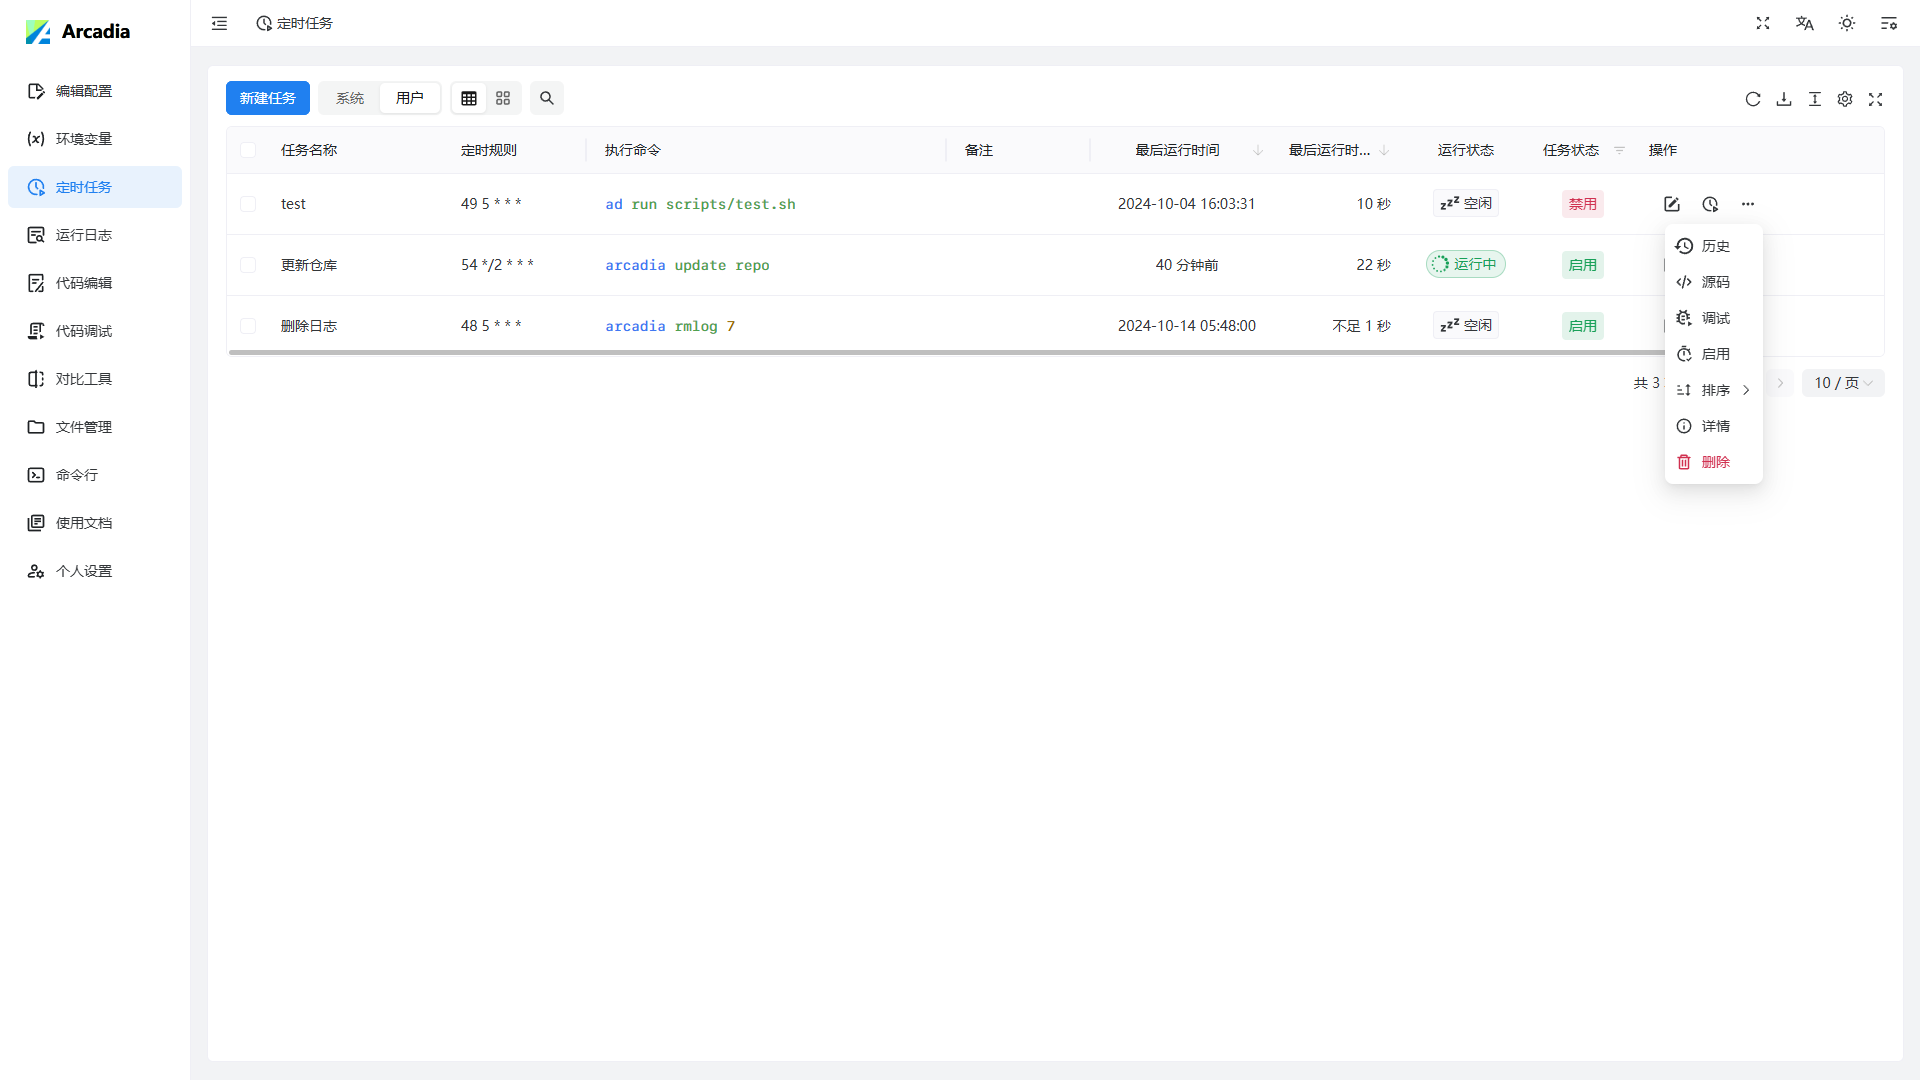 Arcadia
编辑配置
环境变量
定时任务
运行日志
代码编辑
代码调试
对比工具
文件管理
命令行
使用文档
个人设置
定时任务
新建任务 系统 用户
任务名称 定时规则 执行命令 备注 最后运行时间 最后运行时... 运行状态 任务状态 操作
test 49 5 * * * ad run scripts/test.sh 2024-10-04 16:03:31 10 秒 空闲 禁用
更新仓库 54 */2 * * * arcadia update repo 40 分钟前 22 秒 运行中 启用
删除日志 48 5 * * * arcadia rmlog 7 2024-10-14 05:48:00 不足 1 秒 空闲 启用
共 3 10 / 页
历史
源码
调试
启用
排序
详情
删除